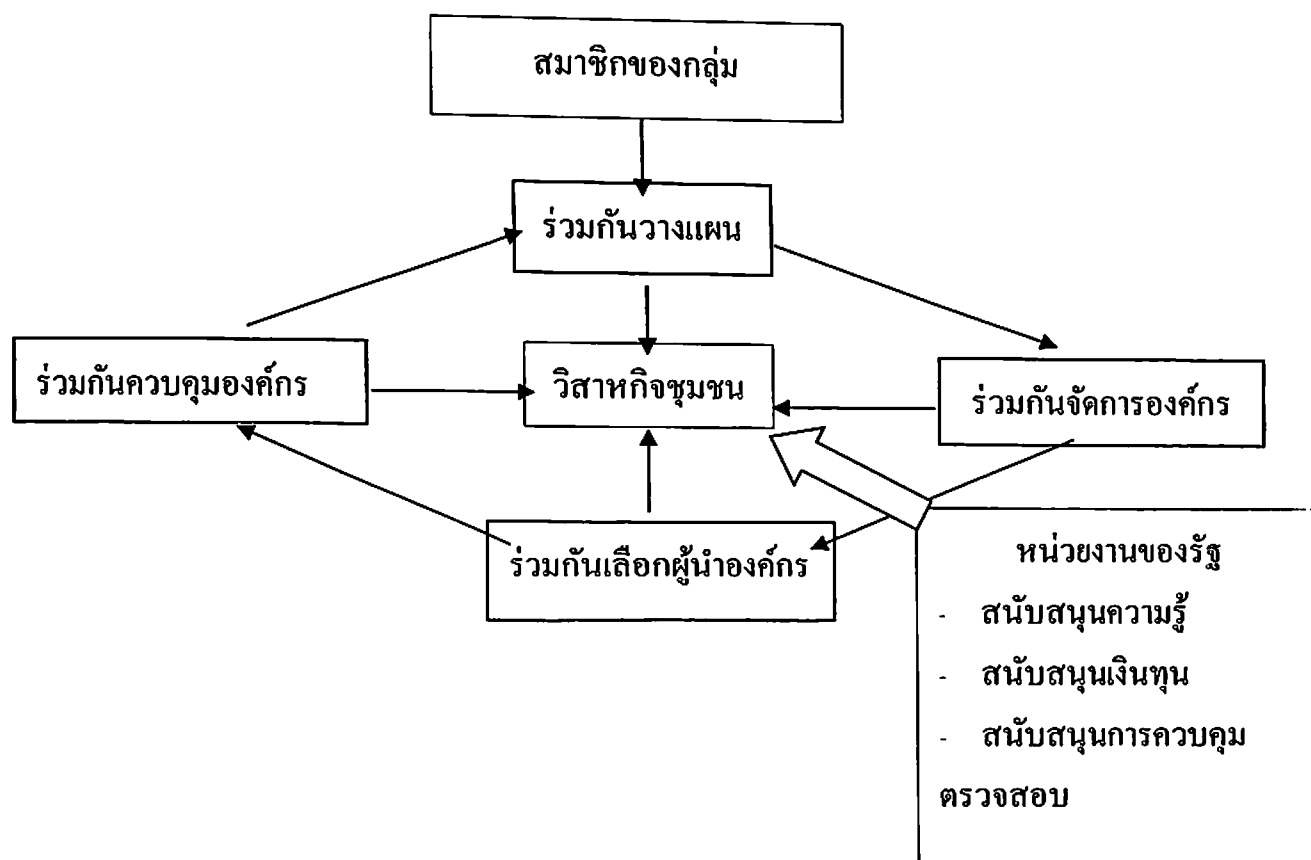 สมาชิกของกลุ่ม
ร่วมกันวางแผน
ร่วมกันควบคุมองค์กร
วิสาหกิจชุมชน
ร่วมกันจัดการองค์กร
ร่วมกันเลือกผู้นำองค์กร
หน่วยงานของรัฐ
- สนับสนุนความรู้
- สนับสนุนเงินทุน
- สนับสนุนการควบคุม
ตรวจสอบ